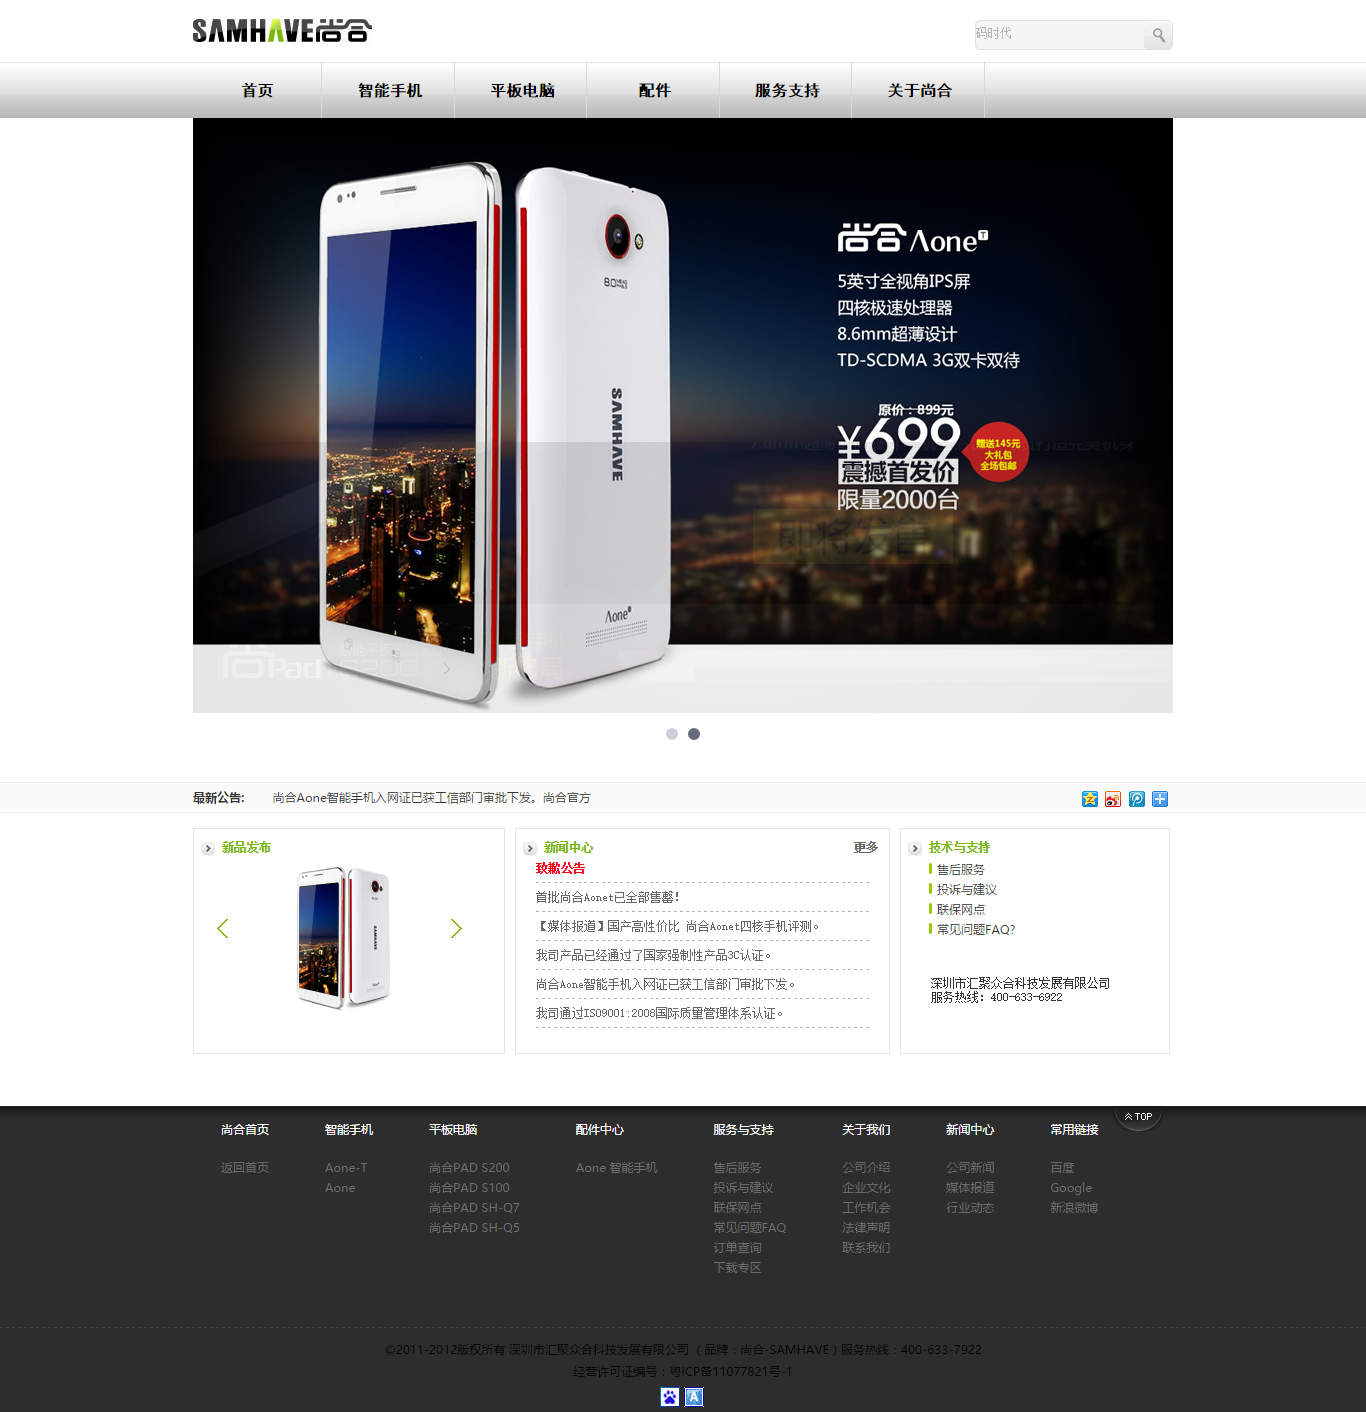 SAMHAVE尚合
码时代
首页
智能手机
平板电脑
配件
服务支持
关于尚合
尚合Aone T
5英寸全视角IPS屏
四核极速处理器
8.6mm超薄设计
TD-SCDMA 3G双卡双待
原价：899元
¥699
震撼首发价
限量2000台
赠送145元
大礼包
全场包邮
8.0 MEGA PIXELS
SAMHAVE
Aone T
即将发售
尚合Pad S200
最新公告:
尚合Aone智能手机入网证已获工信部门审批下发。尚合官方
新品发布
新闻中心
更多
致歉公告
首批尚合Aonet已全部售罄!
【媒体报道】国产高性价比 尚合Aonet四核手机评测。
我司产品已经通过了国家强制性产品3C认证。
尚合Aone智能手机入网证已获工信部门审批下发。
我司通过ISO9001:2008国际质量管理体系认证。
技术与支持
售后服务
投诉与建议
联保网点
常见问题FAQ?
深圳市汇聚众合科技发展有限公司
服务热线：400-633-6922
TOP
尚合首页
返回首页
智能手机
Aone-T
Aone
平板电脑
尚合PAD S200
尚合PAD S100
尚合PAD SH-Q7
尚合PAD SH-Q5
配件中心
Aone 智能手机
服务与支持
售后服务
投诉与建议
联保网点
常见问题FAQ
订单查询
下载专区
关于我们
公司介绍
企业文化
工作机会
法律声明
联系我们
新闻中心
公司新闻
媒体报道
行业动态
常用链接
百度
Google
新浪微博
©2011-2012版权所有 深圳市汇聚众合科技发展有限公司 （ 品牌：尚合-SAMHAVE ) 服务热线：400-633-7922
经营许可证编号：粤ICP备11077821号-1